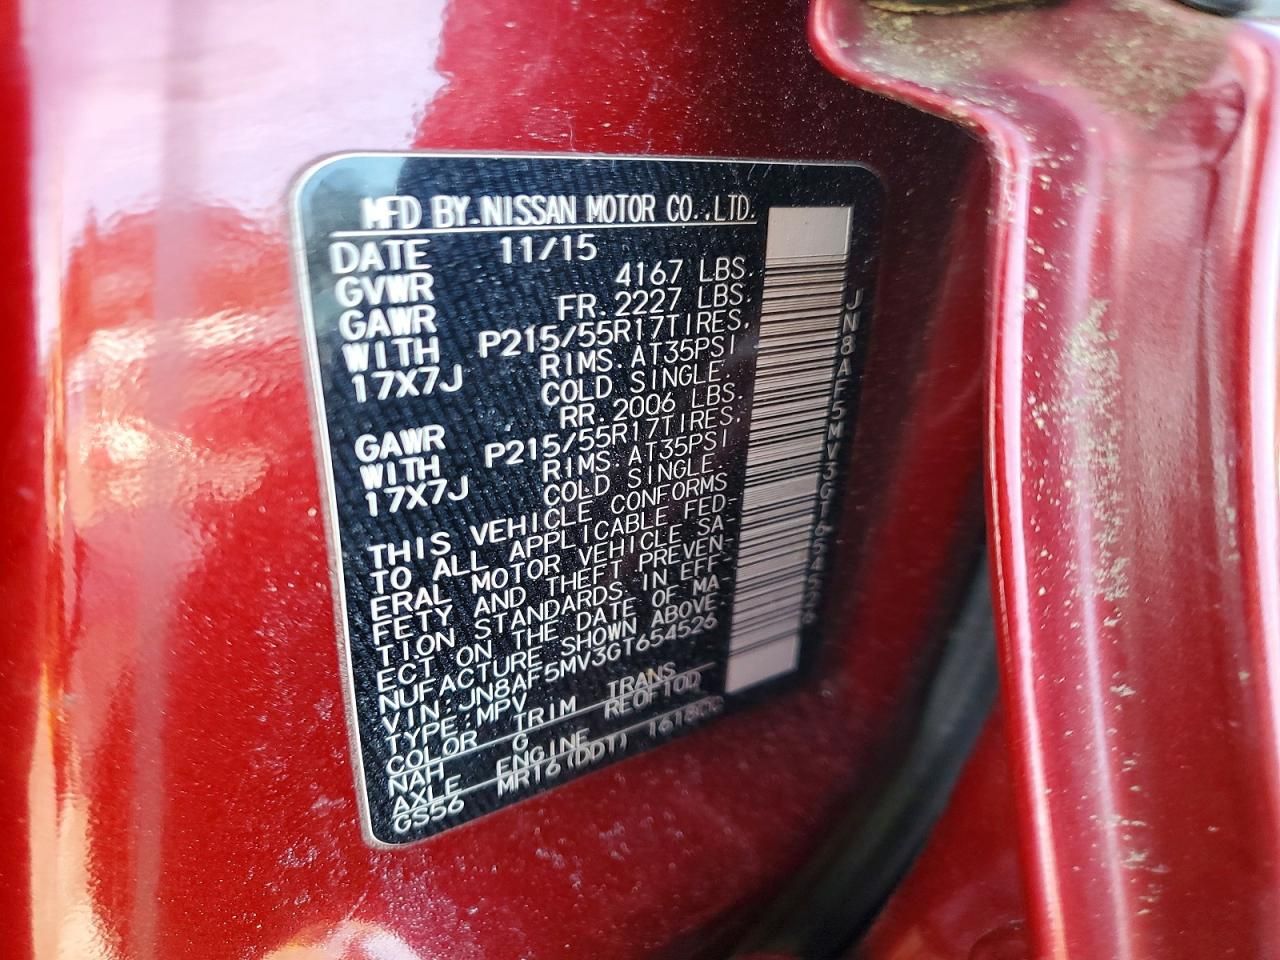 MFD BY NISSAN MOTOR CO.,LTD.
DATE 11/15
GVWR 4167 LBS.
GAWR FR. 2227 LBS.
WITH P215/55R17TIRES,
17X7J RIMS. AT35PSI
COLD SINGLE.
GAWR RR. 2006 LBS.
WITH P215/55R17TIRES,
17X7J RIMS. AT35PSI
COLD SINGLE.
THIS VEHICLE CONFORMS
TO ALL APPLICABLE FED-
ERAL MOTOR VEHICLE SA-
FETY AND THEFT PREVEN-
TION STANDARDS IN EFF-
ECT ON THE DATE OF MA-
NUFACTURE SHOWN ABOVE.
VIN:JN8AF5MV3GT654526
TYPE:MPV
COLOR TRIM TRANS
NAH G RE0F10D
AXLE ENGINE
GS56 MR16(DDT) 1618CC
JN8AF5MV3GT654526